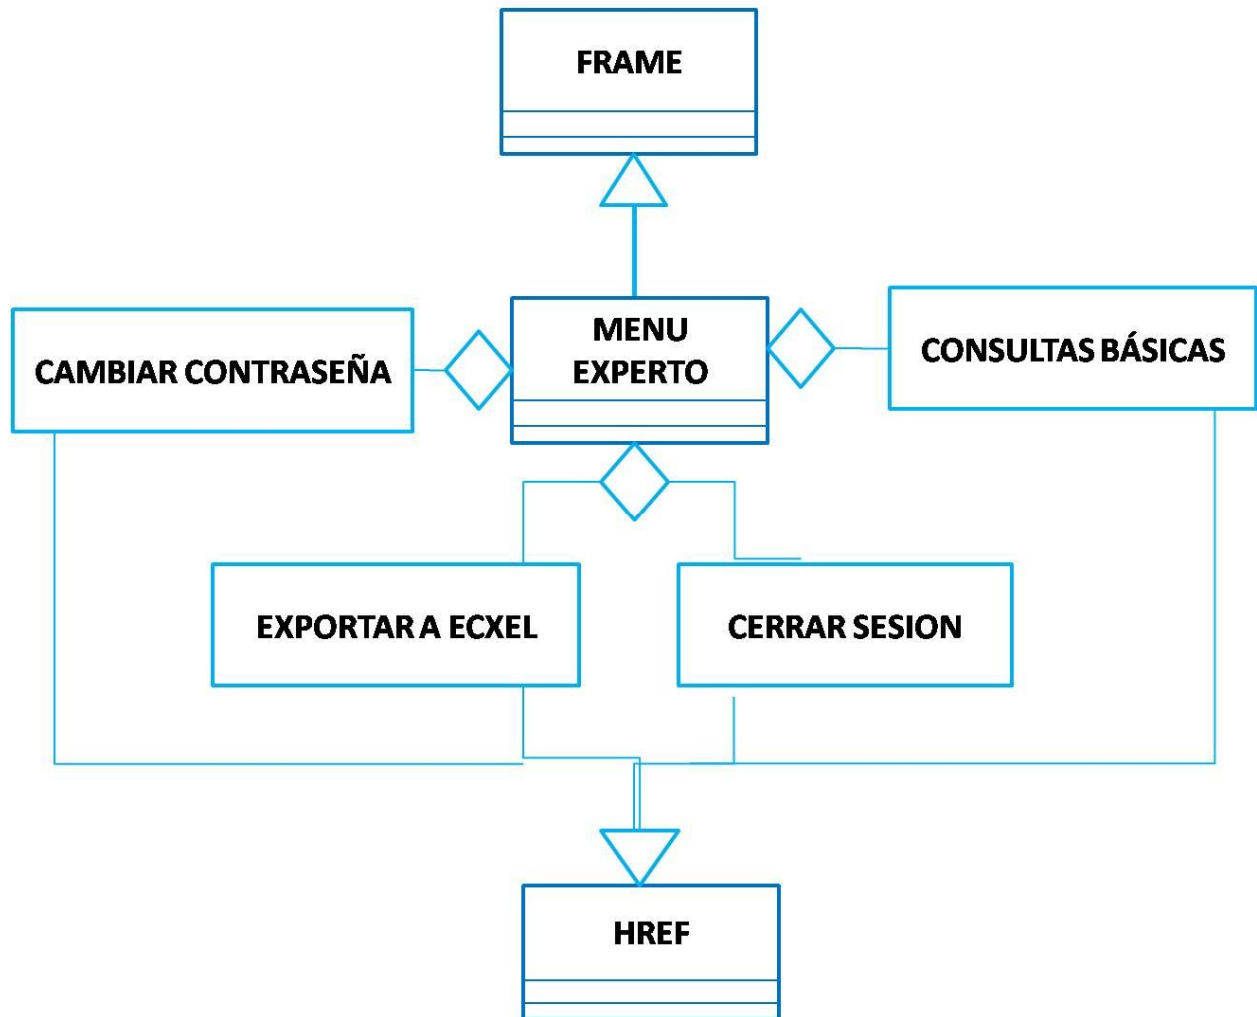 FRAME
MENU
EXPERTO
CAMBIAR CONTRASEÑA
CONSULTAS BÁSICAS
EXPORTAR A ECXEL
CERRAR SESION
HREF